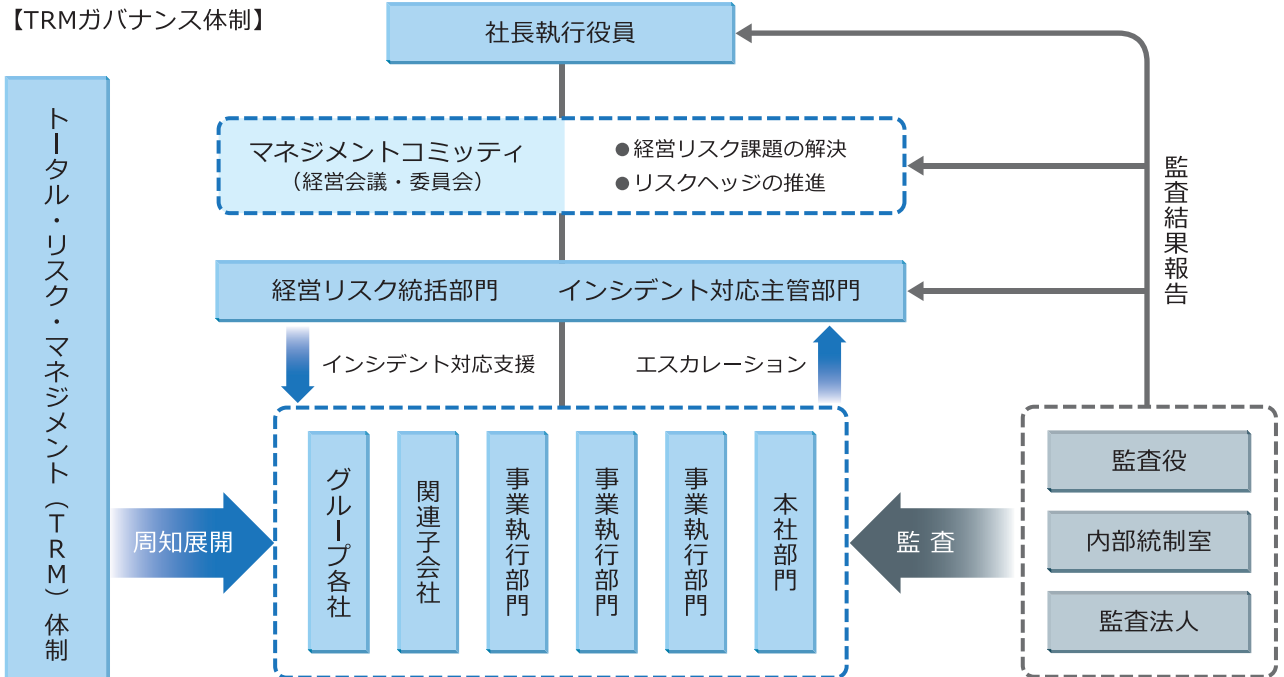 【TRMガバナンス体制】
社長執行役員
トータル・リスク・マネジメント（TRM）体制
マネジメントコミッティ
（経営会議・委員会）
●経営リスク課題の解決
●リスクヘッジの推進
監査結果報告
経営リスク統括部門
インシデント対応主管部門
インシデント対応支援
エスカレーション
周知展開
グループ各社
関連子会社
事業執行部門
事業執行部門
事業執行部門
本社部門
監査
監査役
内部統制室
監査法人